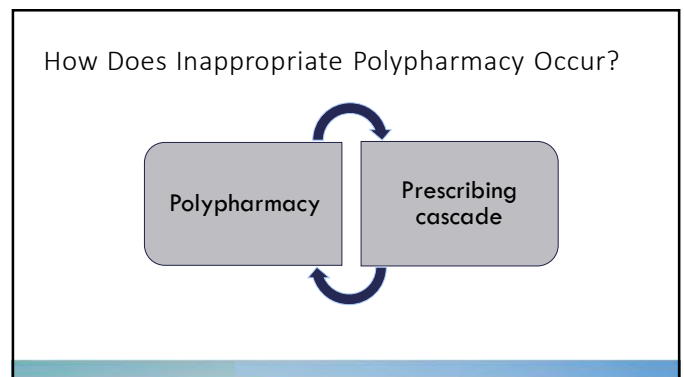 How Does Inappropriate Polypharmacy Occur?
Polypharmacy
Prescribing
cascade